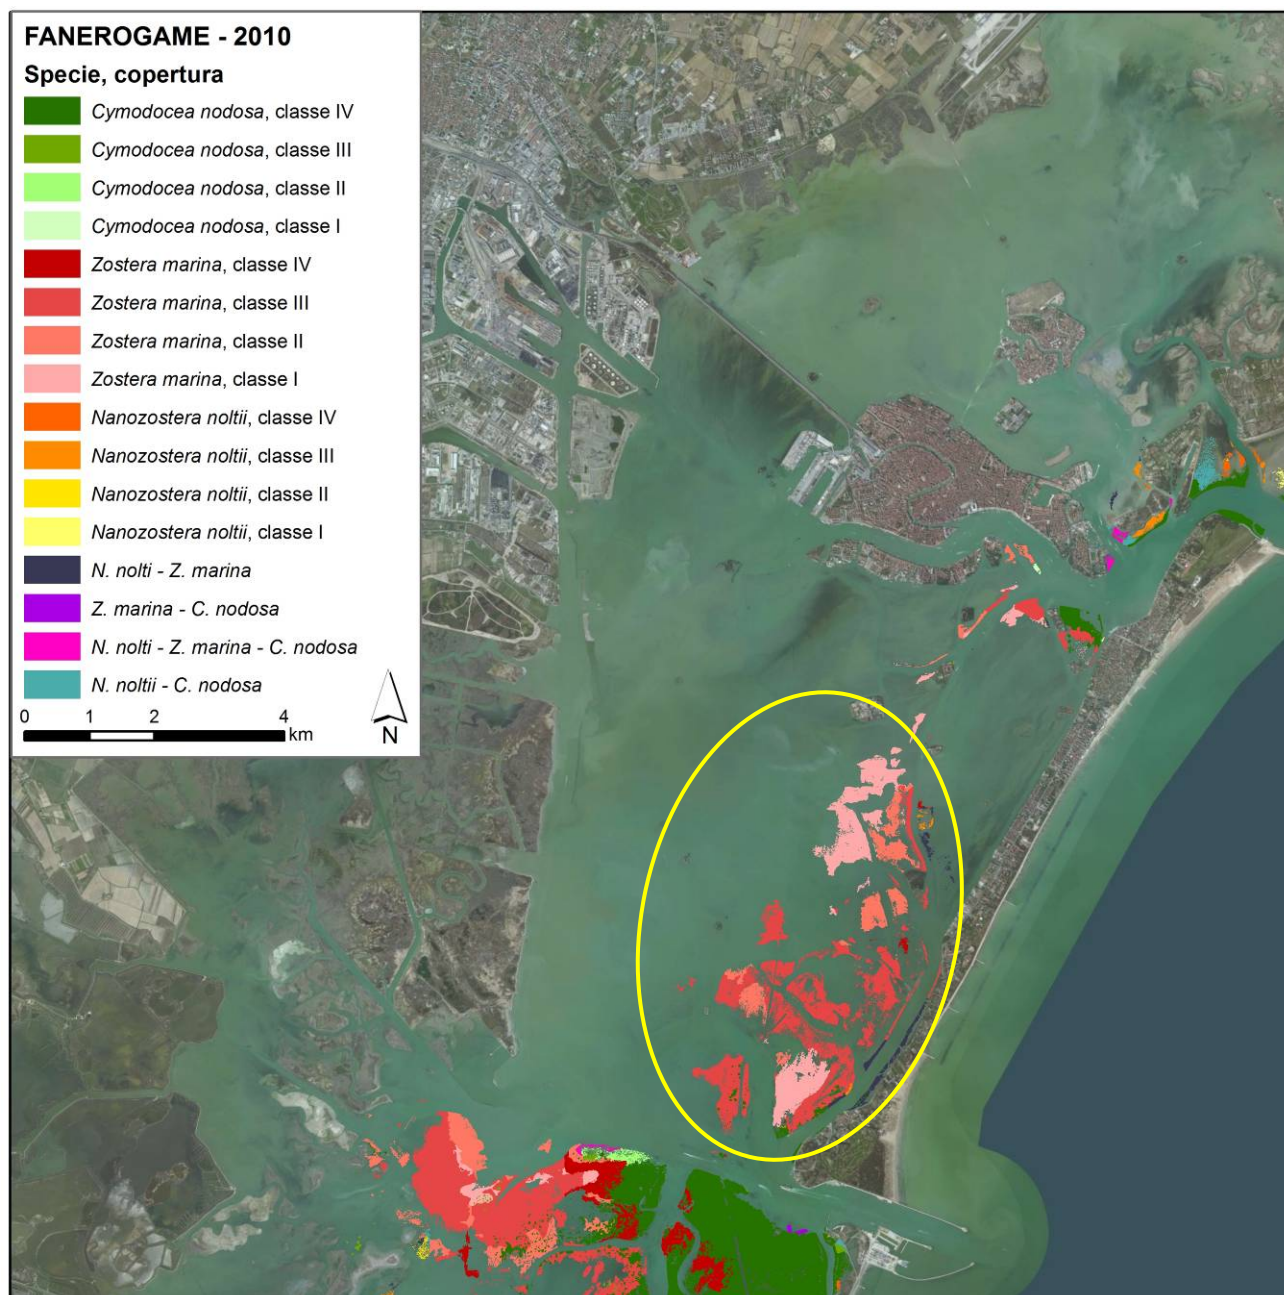 FANEROGAME - 2010
Specie, copertura
Cymodocea nodosa, classe IV
Cymodocea nodosa, classe III
Cymodocea nodosa, classe II
Cymodocea nodosa, classe I
Zostera marina, classe IV
Zostera marina, classe III
Zostera marina, classe II
Zostera marina, classe I
Nanozostera noltii, classe IV
Nanozostera noltii, classe III
Nanozostera noltii, classe II
Nanozostera noltii, classe I
N. nolti - Z. marina
Z. marina - C. nodosa
N. nolti - Z. marina - C. nodosa
N. noltii - C. nodosa
0 1 2 4
km
N